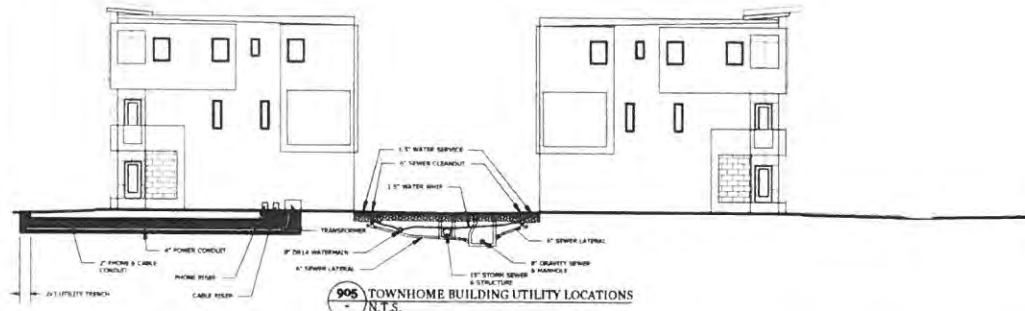 1.5" WATER SERVICE
6" SEWER CLEANOUT
1.5" WATER WHIP
TRANSFORMER
4" POWER CONDUIT
2" PHONE & CABLE
CONDUIT
PHONE RISER
CABLE RISER
2x3 UTILITY TRENCH
8" DR14 WATERMAIN
6" SEWER LATERAL
15" STORM SEWER
& STRUCTURE
8" GRAVITY SEWER
& MANHOLE
6" SEWER LATERAL
905 TOWNHOME BUILDING UTILITY LOCATIONS
- N.T.S.